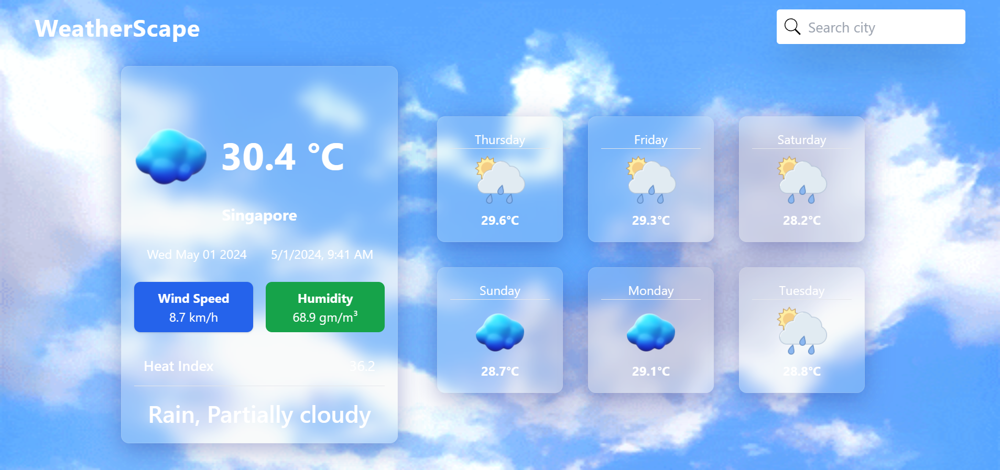 WeatherScape
Search city
30.4 °C
Singapore
Wed May 01 2024 5/1/2024, 9:41 AM
Wind Speed
8.7 km/h
Humidity
68.9 gm/m³
Heat Index 36.2
Rain, Partially cloudy
Thursday
29.6°C
Friday
29.3°C
Saturday
28.2°C
Sunday
28.7°C
Monday
29.1°C
Tuesday
28.8°C